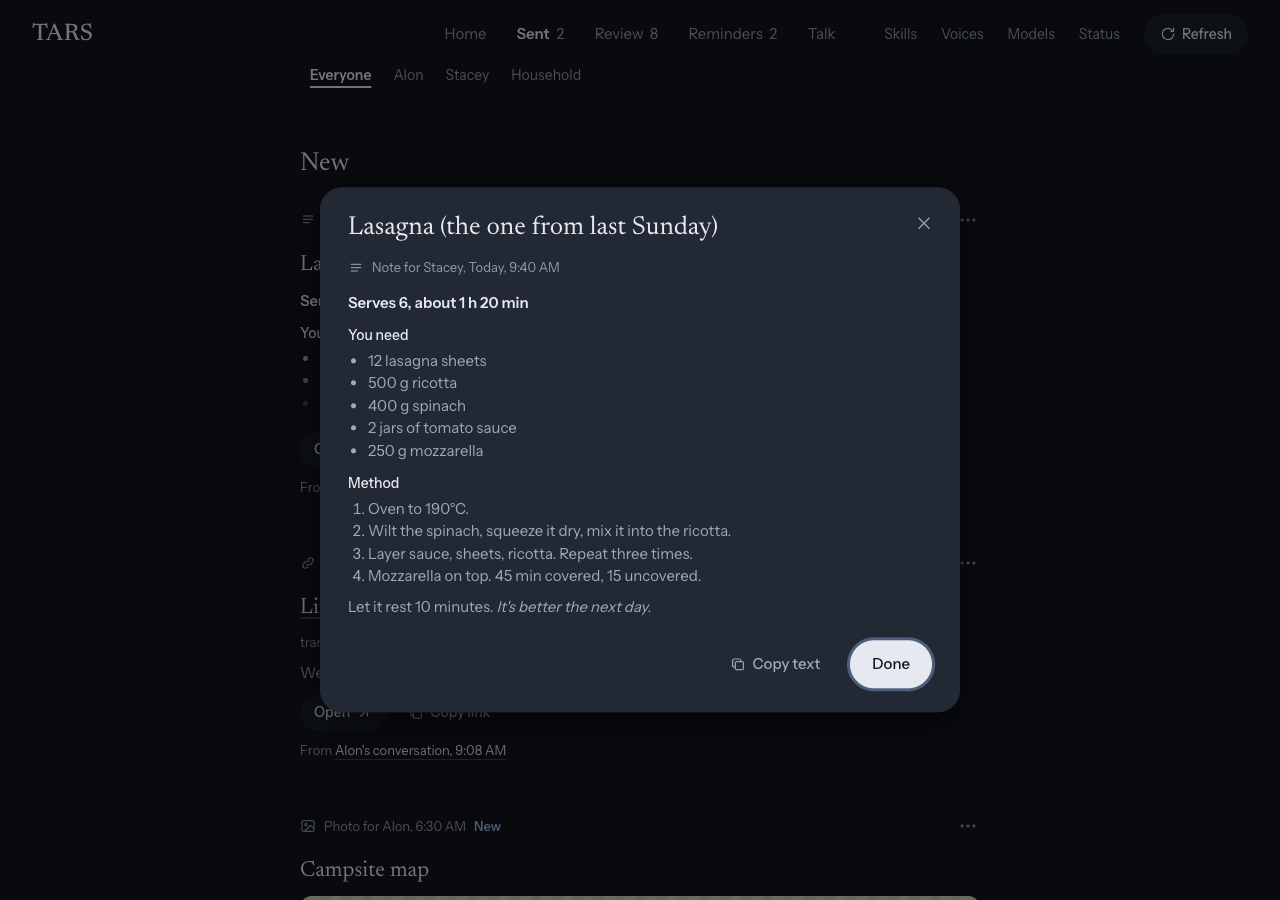 TARS
Home Sent 2 Review 8 Reminders 2 Talk Skills Voices Models Status Refresh
Everyone Alon Stacey Household
New
Lasagna (the one from last Sunday)
Note for Stacey, Today, 9:40 AM
Serves 6, about 1 h 20 min
You need
• 12 lasagna sheets
• 500 g ricotta
• 400 g spinach
• 2 jars of tomato sauce
• 250 g mozzarella
Method
1. Oven to 190°C.
2. Wilt the spinach, squeeze it dry, mix it into the ricotta.
3. Layer sauce, sheets, ricotta. Repeat three times.
4. Mozzarella on top. 45 min covered, 15 uncovered.
Let it rest 10 minutes. It's better the next day.
Copy text Done
Open Copy link
From Alon's conversation, 9:08 AM
Photo for Alon, 6:30 AM New
Campsite map